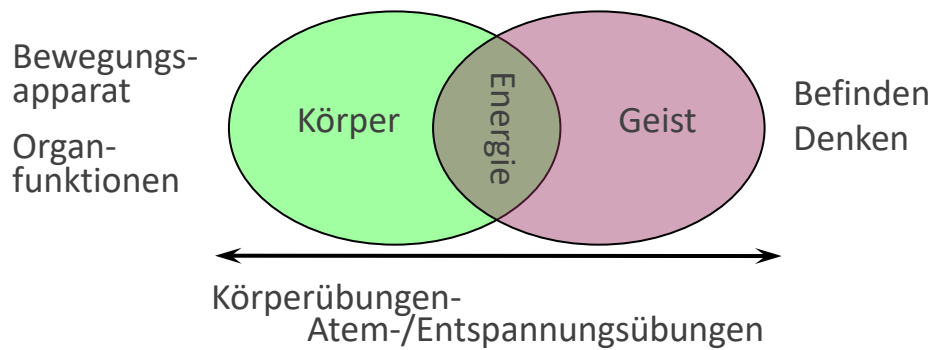 Bewegungs-
apparat
Organ-
funktionen
Körper
Energie
Geist
Befinden
Denken
Körperübungen-
Atem-/Entspannungsübungen